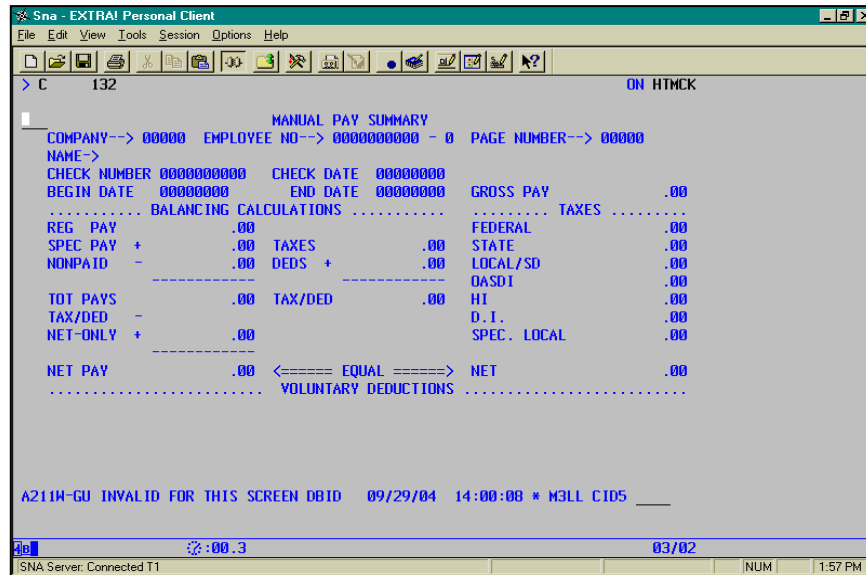 Sna - EXTRA! Personal Client
File Edit View Tools Session Options Help
> C 132 ON HTMCK
MANUAL PAY SUMMARY
COMPANY--> 00000 EMPLOYEE NO--> 0000000000 - 0 PAGE NUMBER--> 00000
NAME->
CHECK NUMBER 0000000000 CHECK DATE 00000000
BEGIN DATE 00000000 END DATE 00000000 GROSS PAY .00
........... BALANCING CALCULATIONS ........... ......... TAXES .........
REG PAY .00 FEDERAL .00
SPEC PAY + .00 TAXES .00 STATE .00
NONPAID - .00 DEDS + .00 LOCAL/SD .00
------------ ------------ OASDI .00
TOT PAYS .00 TAX/DED .00 HI .00
TAX/DED - D.I. .00
NET-ONLY + .00 SPEC. LOCAL .00
------------
NET PAY .00 <====== EQUAL ======> NET .00
......................... VOLUNTARY DEDUCTIONS ..........................
A211W-GU INVALID FOR THIS SCREEN DBID 09/29/04 14:00:08 * M3LL CID5 ____
4B :00.3 03/02
SNA Server: Connected T1 NUM 1:57 PM